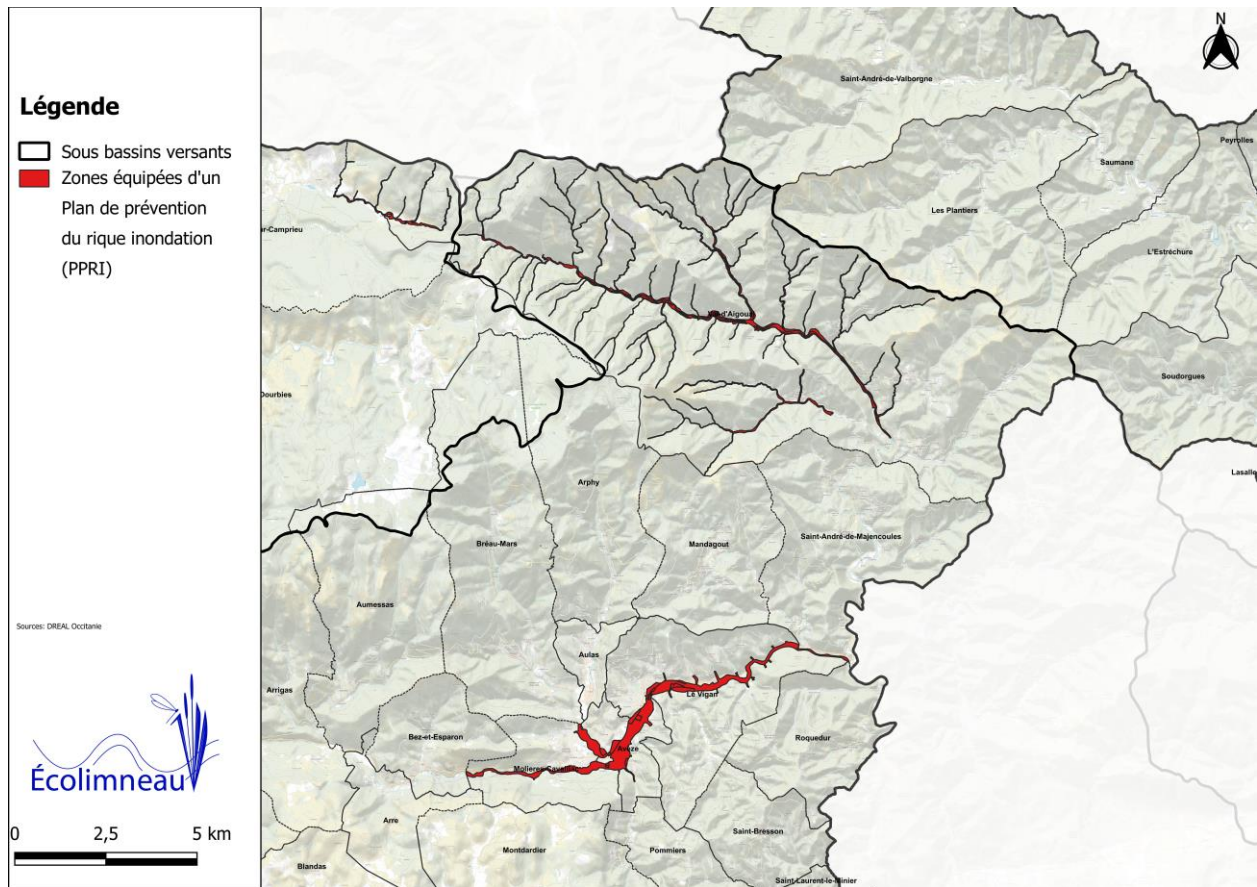 Légende
Sous bassins versants
Zones équipées d'un
Plan de prévention
du rique inondation
(PPRI)
Sources: DREAL Occitanie
Écolimneau
0 2,5 5 km
N
Saint-André-de-Valborgne
Peyrolles
Saumane
Les Plantiers
ar-Camprieu
L'Estréchure
Soudorgues
Dourbies
Lasalle
Arphy
Bréau-Mars
Mandagout
Saint-André-de-Majencoules
Aumessas
Aulas
Arrigas
Le Vigan
Bez-et-Esparon
Roquedur
Avèze
Arre
Saint-Bresson
Montdardier
Pommiers
Blandas
Saint-Laurent-le-Minier